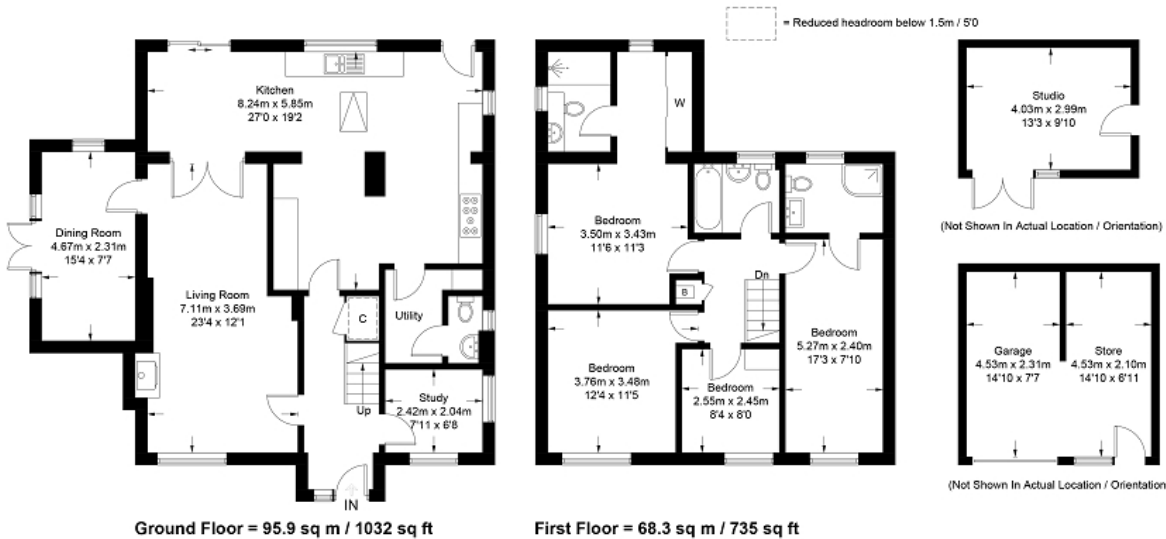 = Reduced headroom below 1.5m / 5'0
Kitchen
8.24m x 5.85m
27'0 x 19'2
Dining Room
4.67m x 2.31m
15'4 x 7'7
Living Room
7.11m x 3.69m
23'4 x 12'1
Utility
C
Up
Study
2.42m x 2.04m
7'11 x 6'8
IN
Ground Floor = 95.9 sq m / 1032 sq ft
W
Bedroom
3.50m x 3.43m
11'6 x 11'3
B
Dn
Bedroom
3.76m x 3.48m
12'4 x 11'5
Bedroom
2.55m x 2.45m
8'4 x 8'0
Bedroom
5.27m x 2.40m
17'3 x 7'10
First Floor = 68.3 sq m / 735 sq ft
Studio
4.03m x 2.99m
13'3 x 9'10
(Not Shown In Actual Location / Orientation)
Garage
4.53m x 2.31m
14'10 x 7'7
Store
4.53m x 2.10m
14'10 x 6'11
(Not Shown In Actual Location / Orientation